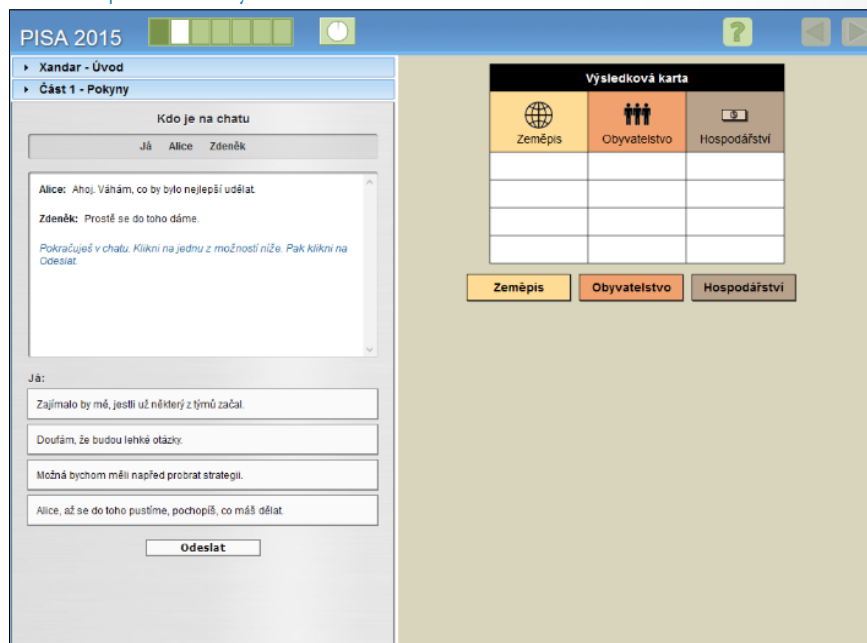 PISA 2015
?
Xandar - Úvod
Část 1 - Pokyny
Kdo je na chatu
Já Alice Zdeněk
Alice: Ahoj. Váhám, co by bylo nejlepší udělat.
Zdeněk: Prostě se do toho dáme.
Pokračuješ v chatu. Klikni na jednu z možností níže. Pak klikni na
Odeslat.
Já:
Zajímalo by mě, jestli už některý z týmů začal.
Doufám, že budou lehké otázky.
Možná bychom měli napřed probrat strategii.
Alice, až se do toho pustíme, pochopíš, co máš dělat.
Odeslat
Výsledková karta
Zeměpis Obyvatelstvo Hospodářství
Zeměpis Obyvatelstvo Hospodářství